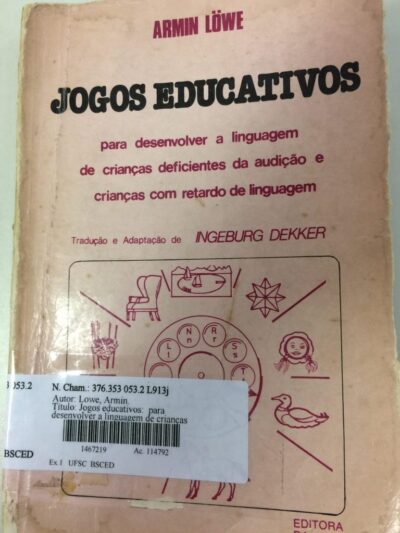 ARMIN LÖWE
JOGOS EDUCATIVOS
para desenvolver a linguagem
de crianças deficientes da audição e
crianças com retardo de linguagem
Tradução e Adaptação de INGEBURG DEKKER
N n
R r
S s
L l
T
053.2
BSCED
N. Cham.: 376.353 053.2 L913j
Autor: Lowe, Armin.
Título: Jogos educativos: para
desenvolver a linguagem de crianças
1467219 Ac. 114792
Ex.1 UFSC BSCED
EDITORA